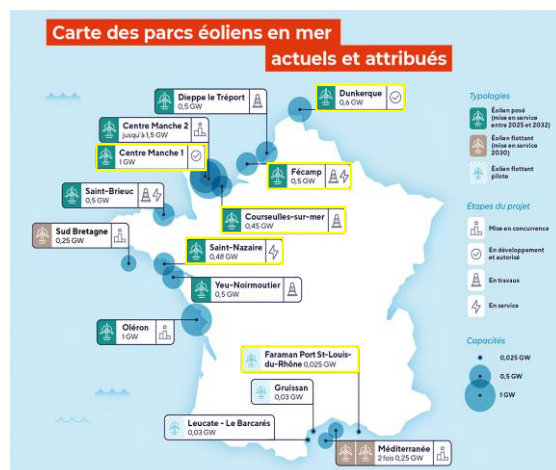 Carte des parcs éoliens en mer
actuels et attribués
Dunkerque
0,6 GW
Dieppe le Tréport
0,5 GW
Centre Manche 2
jusqu'à 1,5 GW
Centre Manche 1
1 GW
Fécamp
0,5 GW
Saint-Brieuc
0,5 GW
Courseulles-sur-mer
0,45 GW
Sud Bretagne
0,25 GW
Saint-Nazaire
0,48 GW
Yeu-Noirmoutier
0,5 GW
Oléron
1 GW
Faraman Port St-Louis-
du-Rhône 0,025 GW
Gruissan
0,03 GW
Leucate - Le Barcarés
0,03 GW
Méditerranée
2 fois 0,25 GW
Typologies
Éolien posé
(mise en service
entre 2025 et 2032)
Éolien flottant
(mise en service
2030)
Éolien flottant
pilote
Étapes du projet
Mise en concurrence
En développement
et autorisé
En travaux
En service
Capacités
0,025 GW
0,5 GW
1 GW